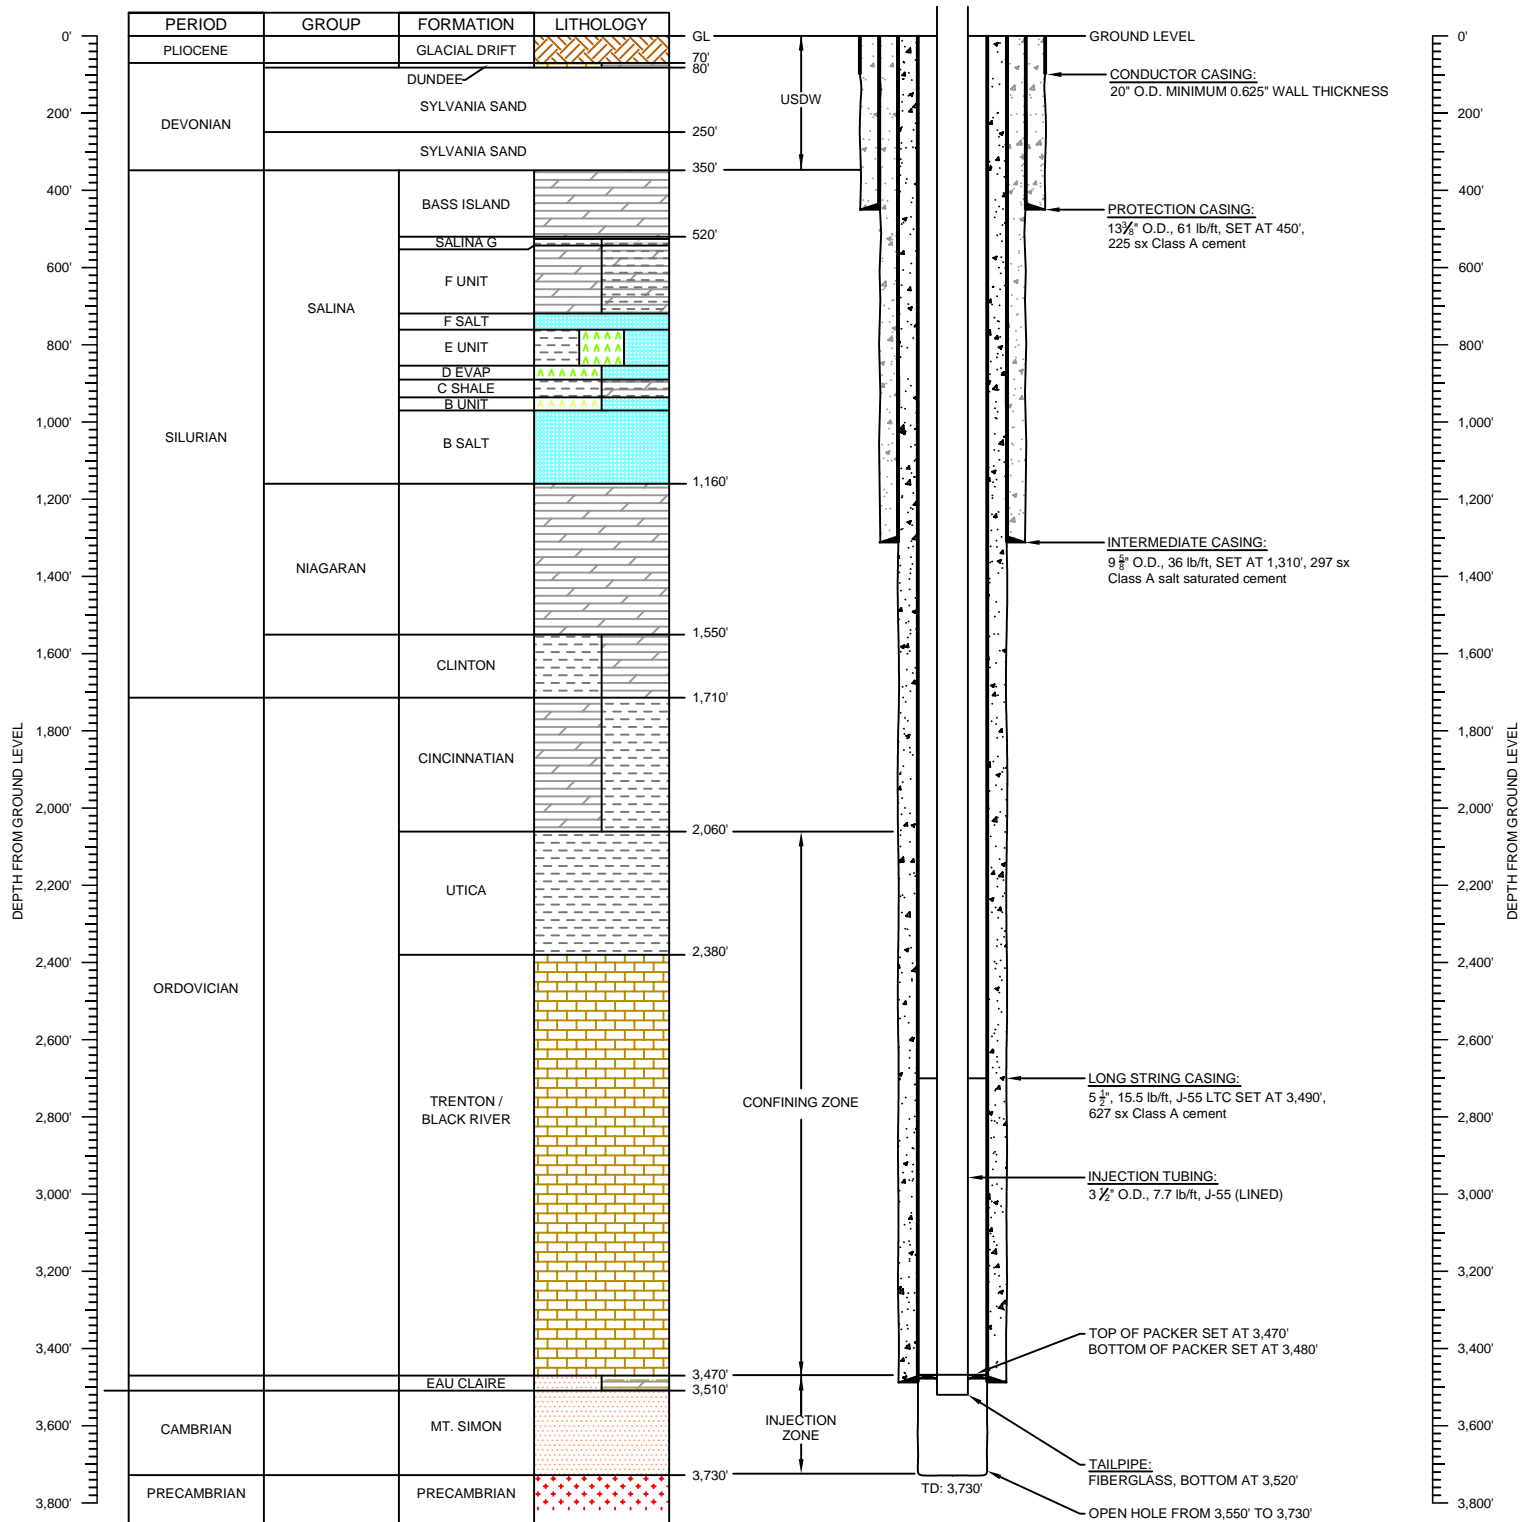 PERIOD GROUP FORMATION LITHOLOGY
PLIOCENE
GLACIAL DRIFT
DUNDEE
DEVONIAN
SYLVANIA SAND
SYLVANIA SAND
BASS ISLAND
SALINA G
F UNIT
SALINA
F SALT
E UNIT
D EVAP
C SHALE
B UNIT
SILURIAN
B SALT
NIAGARAN
CLINTON
CINCINNATIAN
UTICA
ORDOVICIAN
TRENTON /
BLACK RIVER
EAU CLAIRE
CAMBRIAN
MT. SIMON
PRECAMBRIAN
PRECAMBRIAN
GL
70'
80'
250'
350'
520'
1,160'
1,550'
1,710'
2,060'
2,380'
3,470'
3,510'
3,730'
USDW
CONFINING ZONE
INJECTION
ZONE
GROUND LEVEL
CONDUCTOR CASING:
20" O.D. MINIMUM 0.625" WALL THICKNESS
PROTECTION CASING:
13⅜" O.D., 61 lb/ft, SET AT 450',
225 sx Class A cement
INTERMEDIATE CASING:
9 ⅝" O.D., 36 lb/ft, SET AT 1,310', 297 sx
Class A salt saturated cement
LONG STRING CASING:
5 ½", 15.5 lb/ft, J-55 LTC SET AT 3,490',
627 sx Class A cement
INJECTION TUBING:
3 ½" O.D., 7.7 lb/ft, J-55 (LINED)
TOP OF PACKER SET AT 3,470'
BOTTOM OF PACKER SET AT 3,480'
TAILPIPE:
FIBERGLASS, BOTTOM AT 3,520'
TD: 3,730'
OPEN HOLE FROM 3,550' TO 3,730'
DEPTH FROM GROUND LEVEL
0'
200'
400'
600'
800'
1,000'
1,200'
1,400'
1,600'
1,800'
2,000'
2,200'
2,400'
2,600'
2,800'
3,000'
3,200'
3,400'
3,600'
3,800'
DEPTH FROM GROUND LEVEL
0'
200'
400'
600'
800'
1,000'
1,200'
1,400'
1,600'
1,800'
2,000'
2,200'
2,400'
2,600'
2,800'
3,000'
3,200'
3,400'
3,600'
3,800'